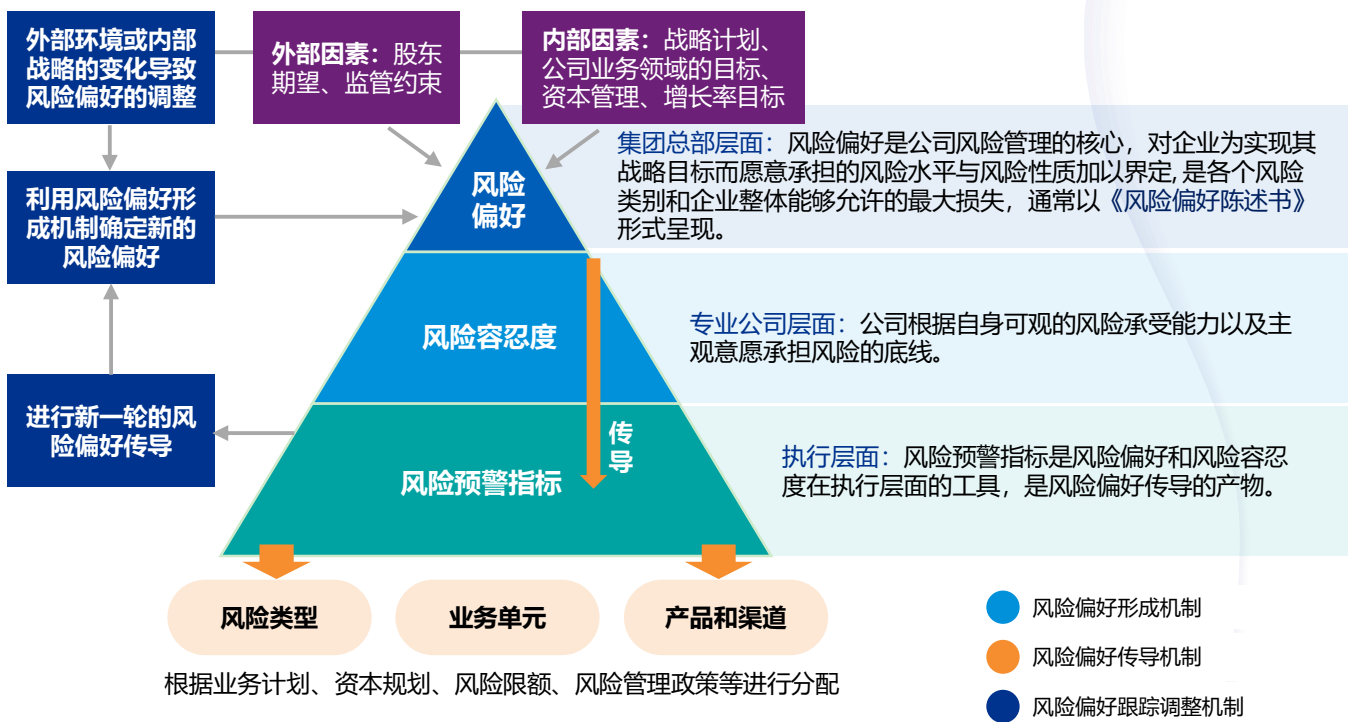 外部环境或内部
战略的变化导致
风险偏好的调整
外部因素：股东
期望、监管约束
内部因素：战略计划、
公司业务领域的目标、
资本管理、增长率目标
利用风险偏好形
成机制确定新的
风险偏好
进行新一轮的风
险偏好传导
风险
偏好
集团总部层面：风险偏好是公司风险管理的核心，对企业为实现其
战略目标而愿意承担的风险水平与风险性质加以界定,是各个风险
类别和企业整体能够允许的最大损失，通常以《风险偏好陈述书》
形式呈现。
风险容忍度
专业公司层面：公司根据自身可观的风险承受能力以及主
观意愿承担风险的底线。
传
导
风险预警指标
执行层面：风险预警指标是风险偏好和风险容忍
度在执行层面的工具，是风险偏好传导的产物。
风险类型
业务单元
产品和渠道
根据业务计划、资本规划、风险限额、风险管理政策等进行分配
风险偏好形成机制
风险偏好传导机制
风险偏好跟踪调整机制